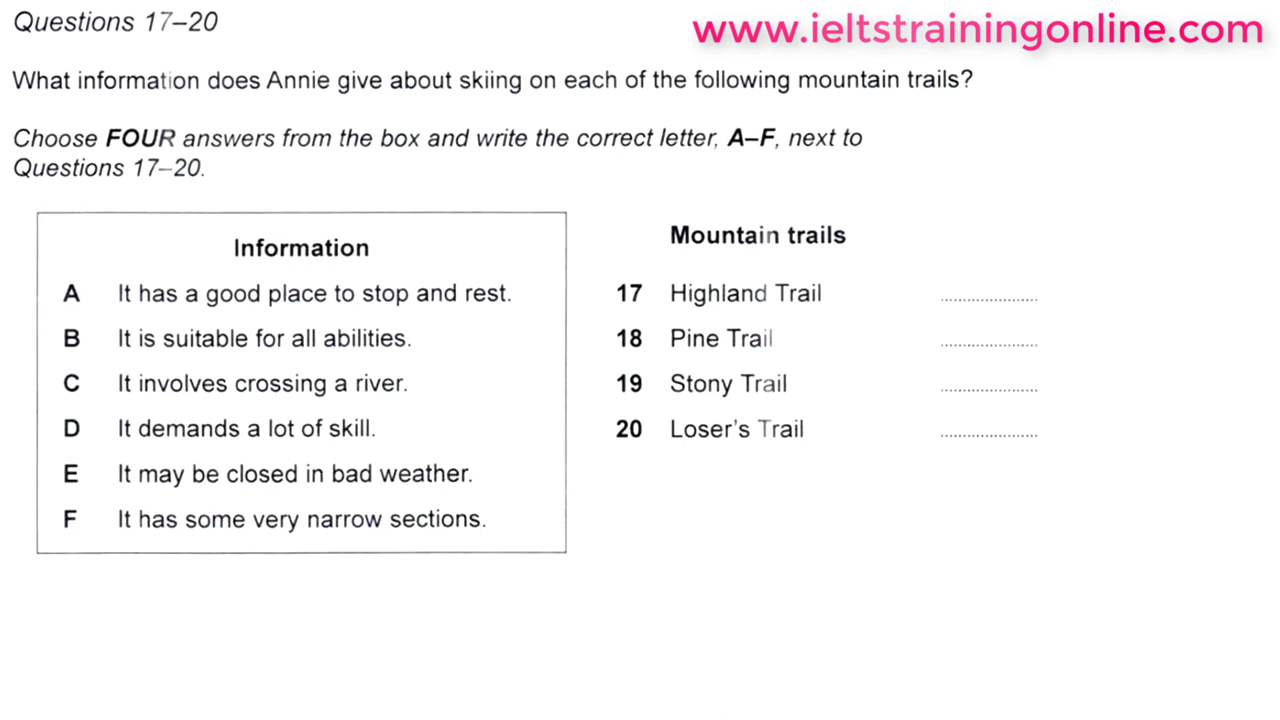 Questions 17–20
www.ieltstrainingonline.com
What information does Annie give about skiing on each of the following mountain trails?
Choose FOUR answers from the box and write the correct letter, A–F, next to
Questions 17–20.
Information
A It has a good place to stop and rest.
B It is suitable for all abilities.
C It involves crossing a river.
D It demands a lot of skill.
E It may be closed in bad weather.
F It has some very narrow sections.
Mountain trails
17 Highland Trail ......................
18 Pine Trail ......................
19 Stony Trail ......................
20 Loser's Trail ......................